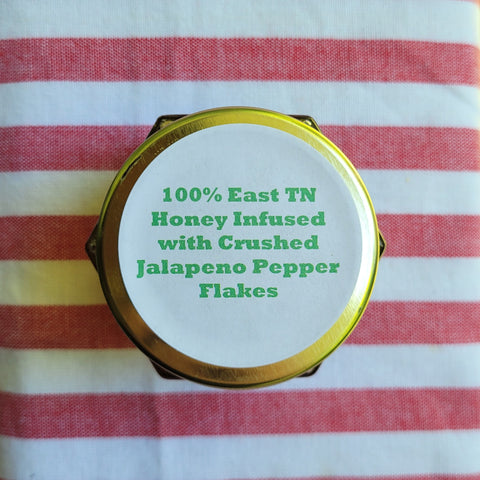 100% East TN
Honey Infused
with Crushed
Jalapeno Pepper
Flakes